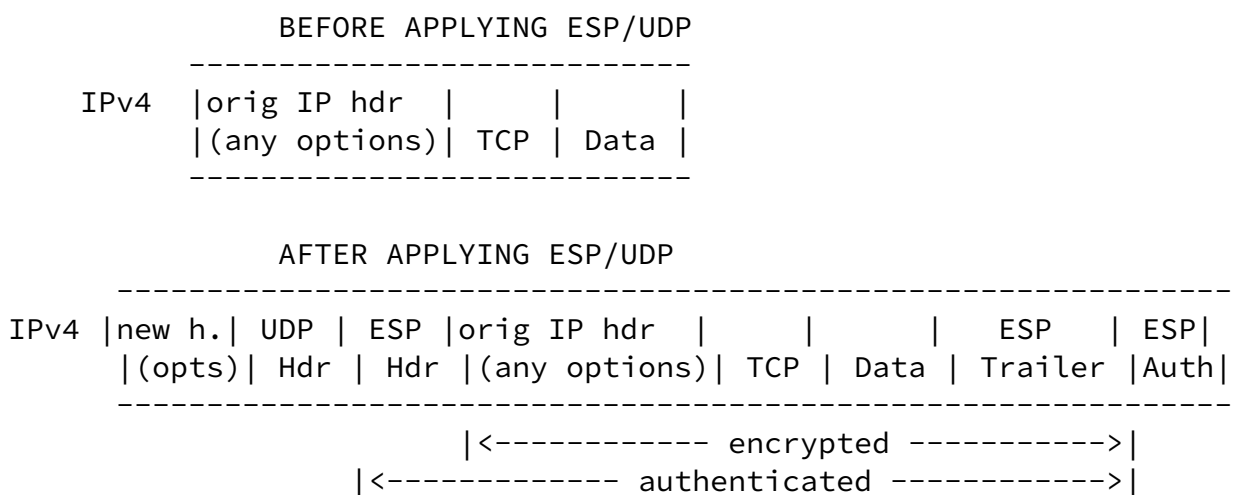 BEFORE APPLYING ESP/UDP
-----------------------------
IPv4 |orig IP hdr | | |
|(any options)| TCP | Data |
-----------------------------
AFTER APPLYING ESP/UDP
--------------------------------------------------------------
IPv4 |new h.| UDP | ESP |orig IP hdr | | | ESP | ESP|
|(opts)| Hdr | Hdr |(any options)| TCP | Data | Trailer |Auth|
--------------------------------------------------------------
|<------------ encrypted ----------->|
|<------------- authenticated ------------>|